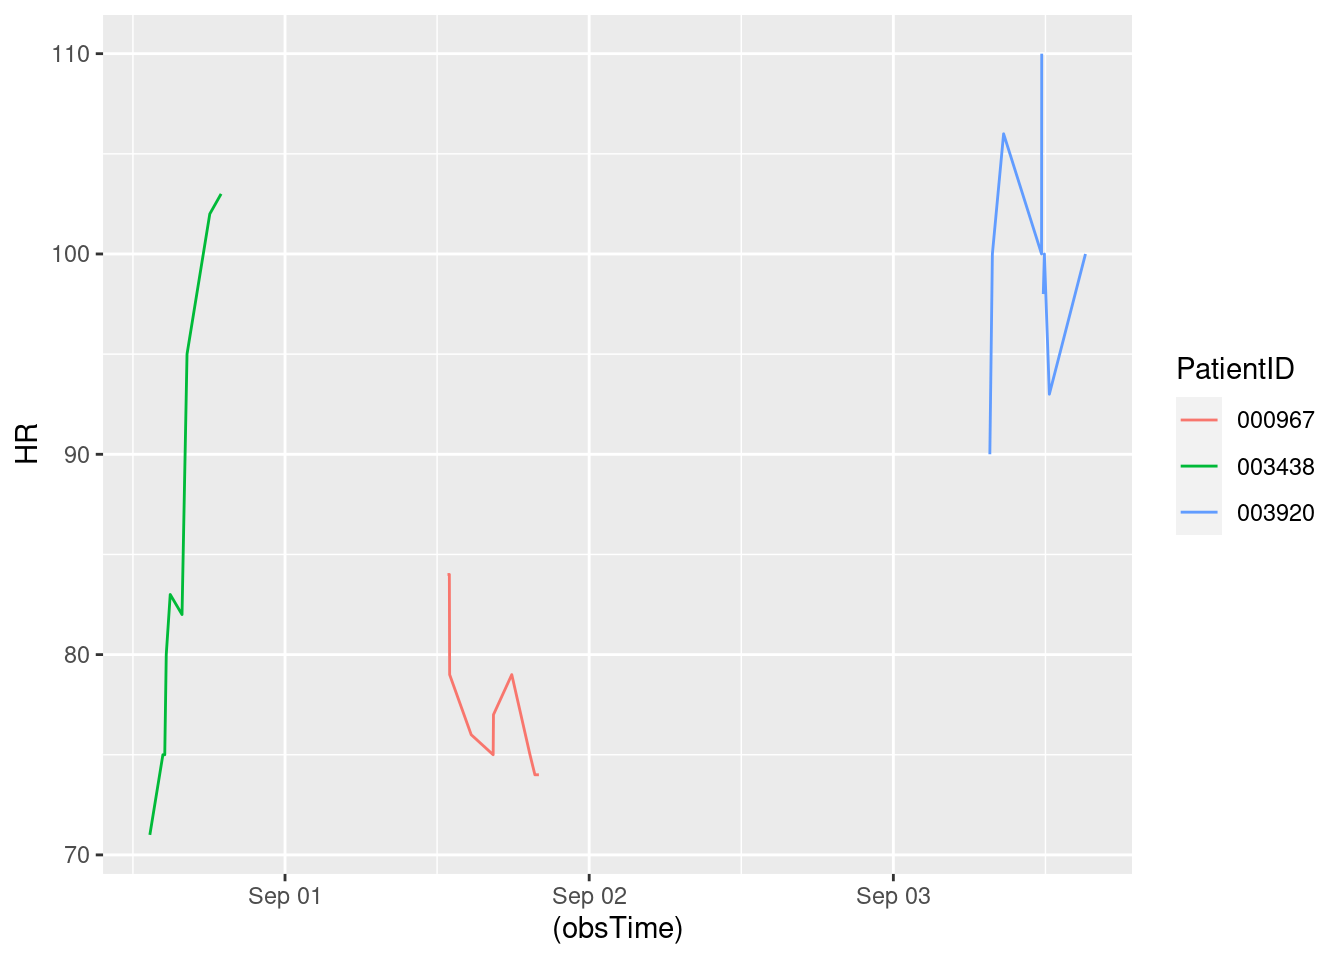 110
100
90
80
70
HR
Sep 01
Sep 02
Sep 03
(obsTime)
PatientID
000967
003438
003920